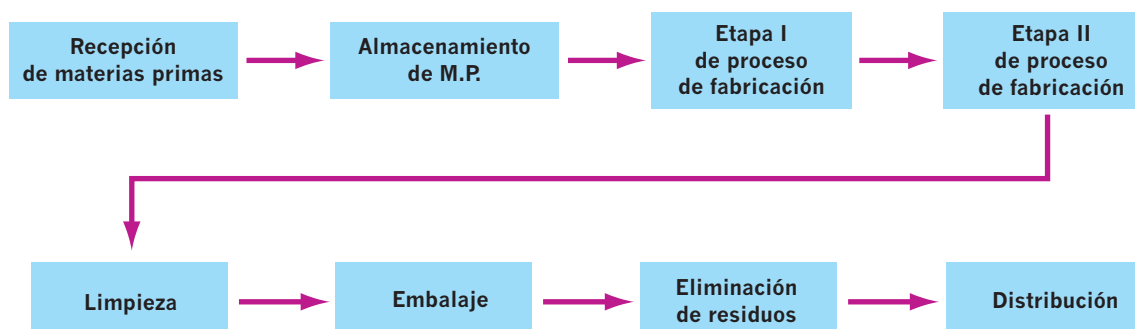 Recepción
de materias primas
Almacenamiento
de M.P.
Etapa I
de proceso
de fabricación
Etapa II
de proceso
de fabricación
Limpieza
Embalaje
Eliminación
de residuos
Distribución